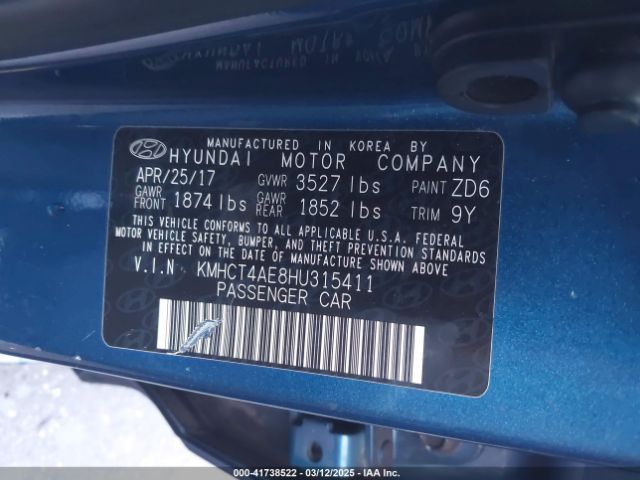 MANUFACTURED IN KOREA BY
HYUNDAI MOTOR COMPANY
APR/25/17 GVWR 3527 lbs PAINT ZD6
GAWR FRONT 1874 lbs GAWR REAR 1852 lbs TRIM 9Y
THIS VEHICLE CONFORMS TO ALL APPLICABLE U.S.A. FEDERAL
MOTOR VEHICLE SAFETY, BUMPER, AND THEFT PREVENTION STANDARDS
IN EFFECT ON THE DATE OF MANUFACTURE SHOWN ABOVE
V.I.N KMHCT4AE8HU315411
PASSENGER CAR
000-41738522 - 03/12/2025 - IAA Inc.